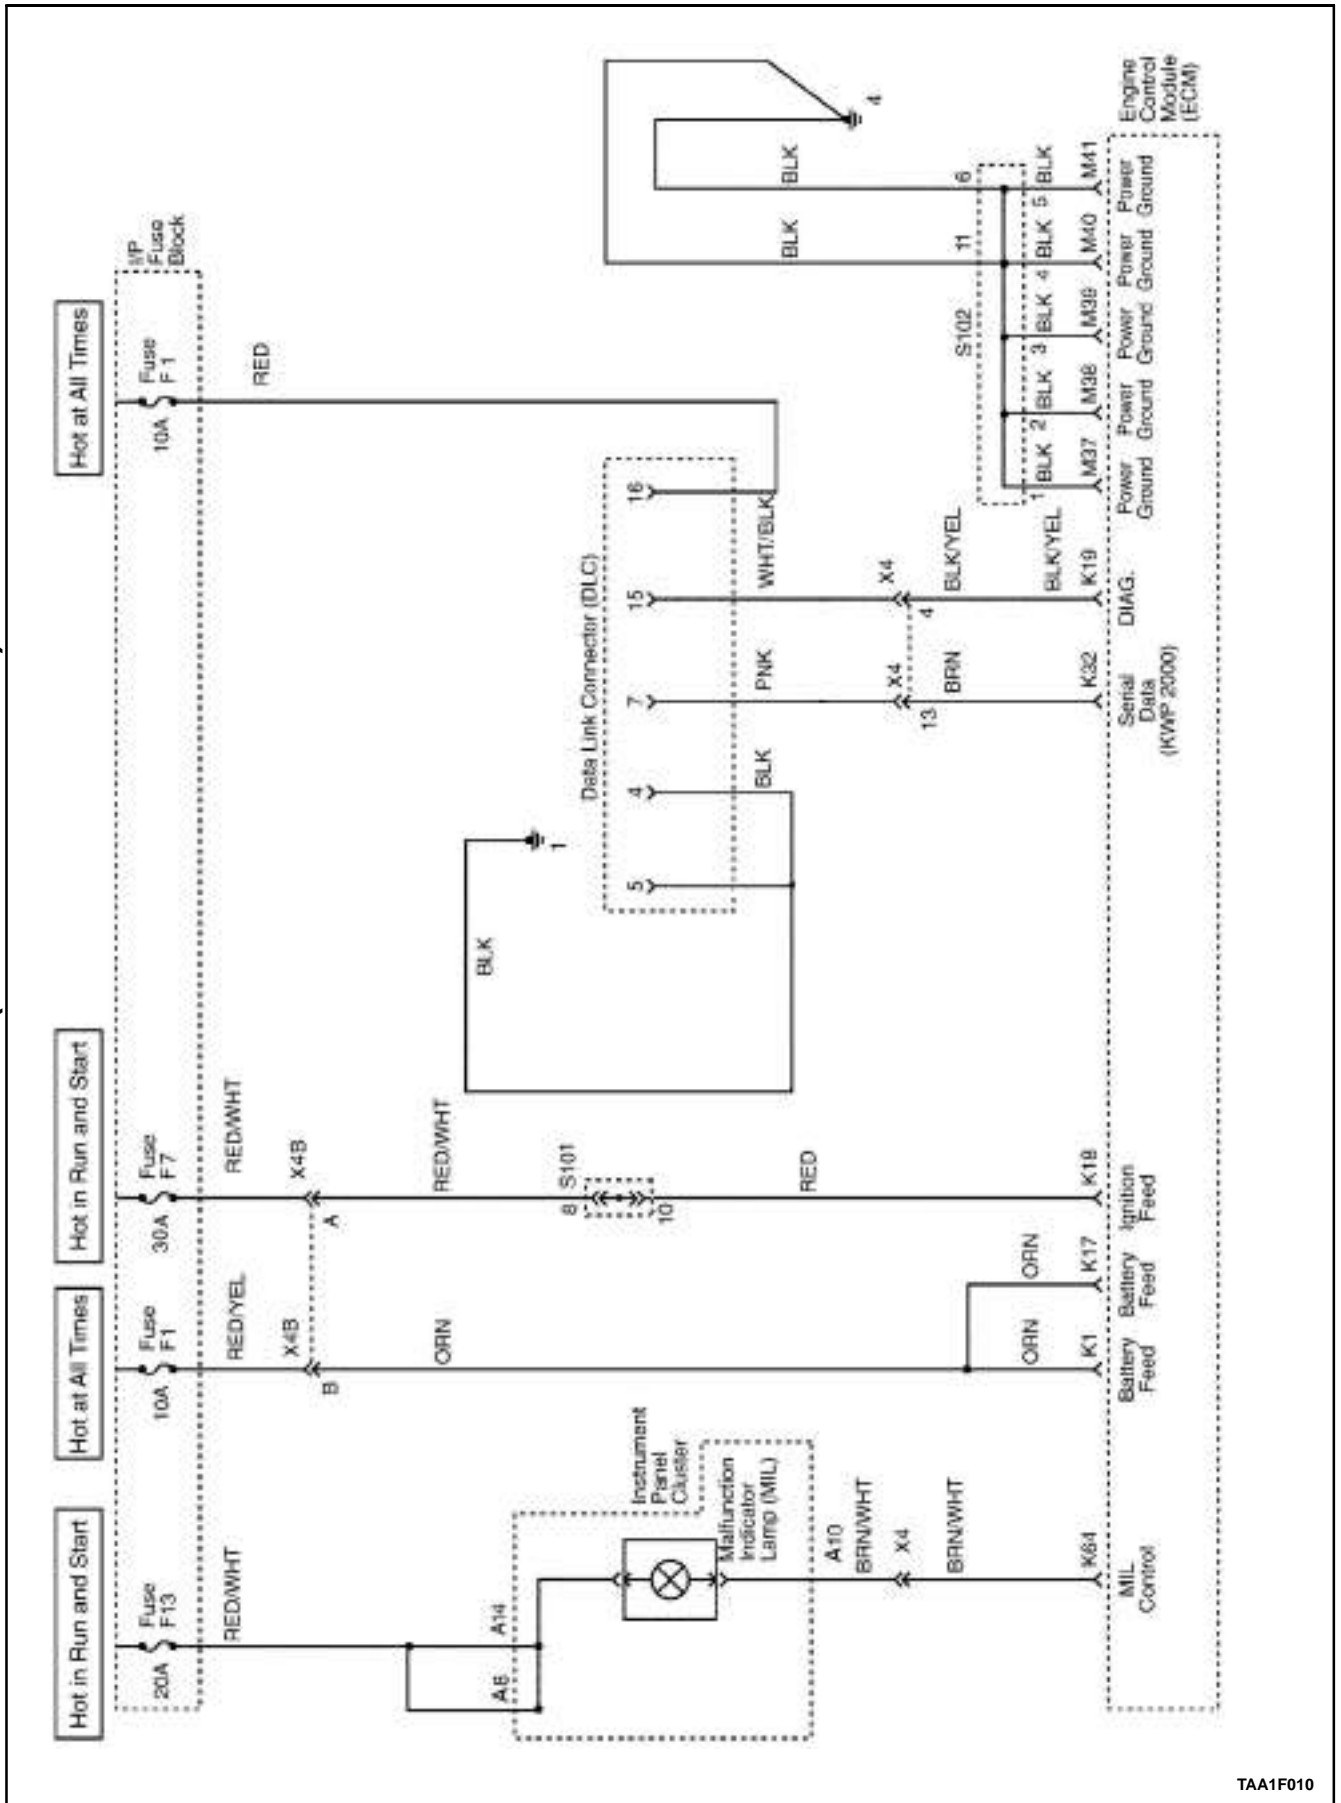 Hot in Run and Start
Hot at All Times
Hot in Run and Start
Hot at All Times
I/P
Fuse
Block
20A
Fuse
F13
10A
Fuse
F1
30A
Fuse
F7
10A
Fuse
F1
RED/WHT
RED/YEL
RED/WHT
RED
X4B
X4B
B
A
ORN
RED/WHT
BLK
1
A14
Instrument
Panel
Cluster
Malfunction
Indicator
Lamp (MIL)
8
S101
10
Data Link Connector (DLC)
5
4
7
15
16
BLK
PNK
WHT/BLK
BLK
BLK
4
A10
BRN/WHT
RED
X4
X4
X4
13
4
BRN/WHT
BRN
BLK/YEL
S102
11
6
ORN
ORN
BLK/YEL
1
BLK
2
BLK
3
BLK
4
BLK
5
BLK
K64
K1
K17
K18
K32
K19
M37
M38
M39
M40
M41
MIL
Control
Battery
Feed
Battery
Feed
Ignition
Feed
Serial
Data
(KWP 2000)
DIAG.
Power
Ground
Power
Ground
Power
Ground
Power
Ground
Power
Ground
Engine
Control
Module
(ECM)
TAA1F010